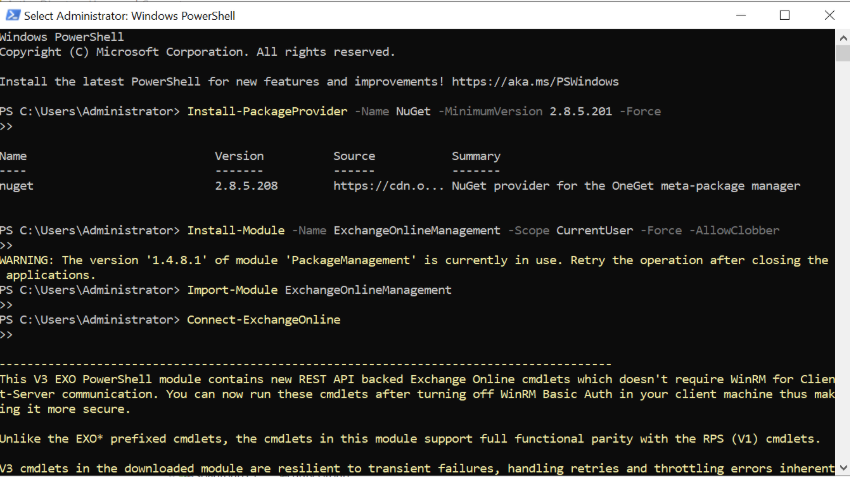 Select Administrator: Windows PowerShell
Windows PowerShell
Copyright (C) Microsoft Corporation. All rights reserved.
Install the latest PowerShell for new features and improvements! https://aka.ms/PSWindows
PS C:\Users\Administrator> Install-PackageProvider -Name NuGet -MinimumVersion 2.8.5.201 -Force
>>
Name Version Source Summary
---- ------- ------ -------
nuget 2.8.5.208 https://cdn.o... NuGet provider for the OneGet meta-package manager
PS C:\Users\Administrator> Install-Module -Name ExchangeOnlineManagement -Scope CurrentUser -Force -AllowClobber
>>
WARNING: The version '1.4.8.1' of module 'PackageManagement' is currently in use. Retry the operation after closing the
applications.
PS C:\Users\Administrator> Import-Module ExchangeOnlineManagement
>>
PS C:\Users\Administrator> Connect-ExchangeOnline
>>
----------------------------------------------------------------------------------------
This V3 EXO PowerShell module contains new REST API backed Exchange Online cmdlets which doesn't require WinRM for Clien
t-Server communication. You can now run these cmdlets after turning off WinRM Basic Auth in your client machine thus mak
ing it more secure.
Unlike the EXO* prefixed cmdlets, the cmdlets in this module support full functional parity with the RPS (V1) cmdlets.
V3 cmdlets in the downloaded module are resilient to transient failures, handling retries and throttling errors inherent